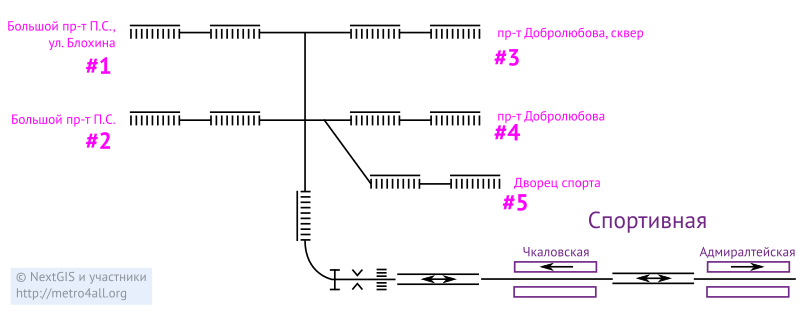 Большой пр-т П.С.,
ул. Блохина
#1
пр-т Добролюбова, сквер
#3
Большой пр-т П.С.
#2
пр-т Добролюбова
#4
Дворец спорта
#5
Спортивная
Чкаловская
Адмиралтейская
© NextGIS и участники
http://metro4all.org